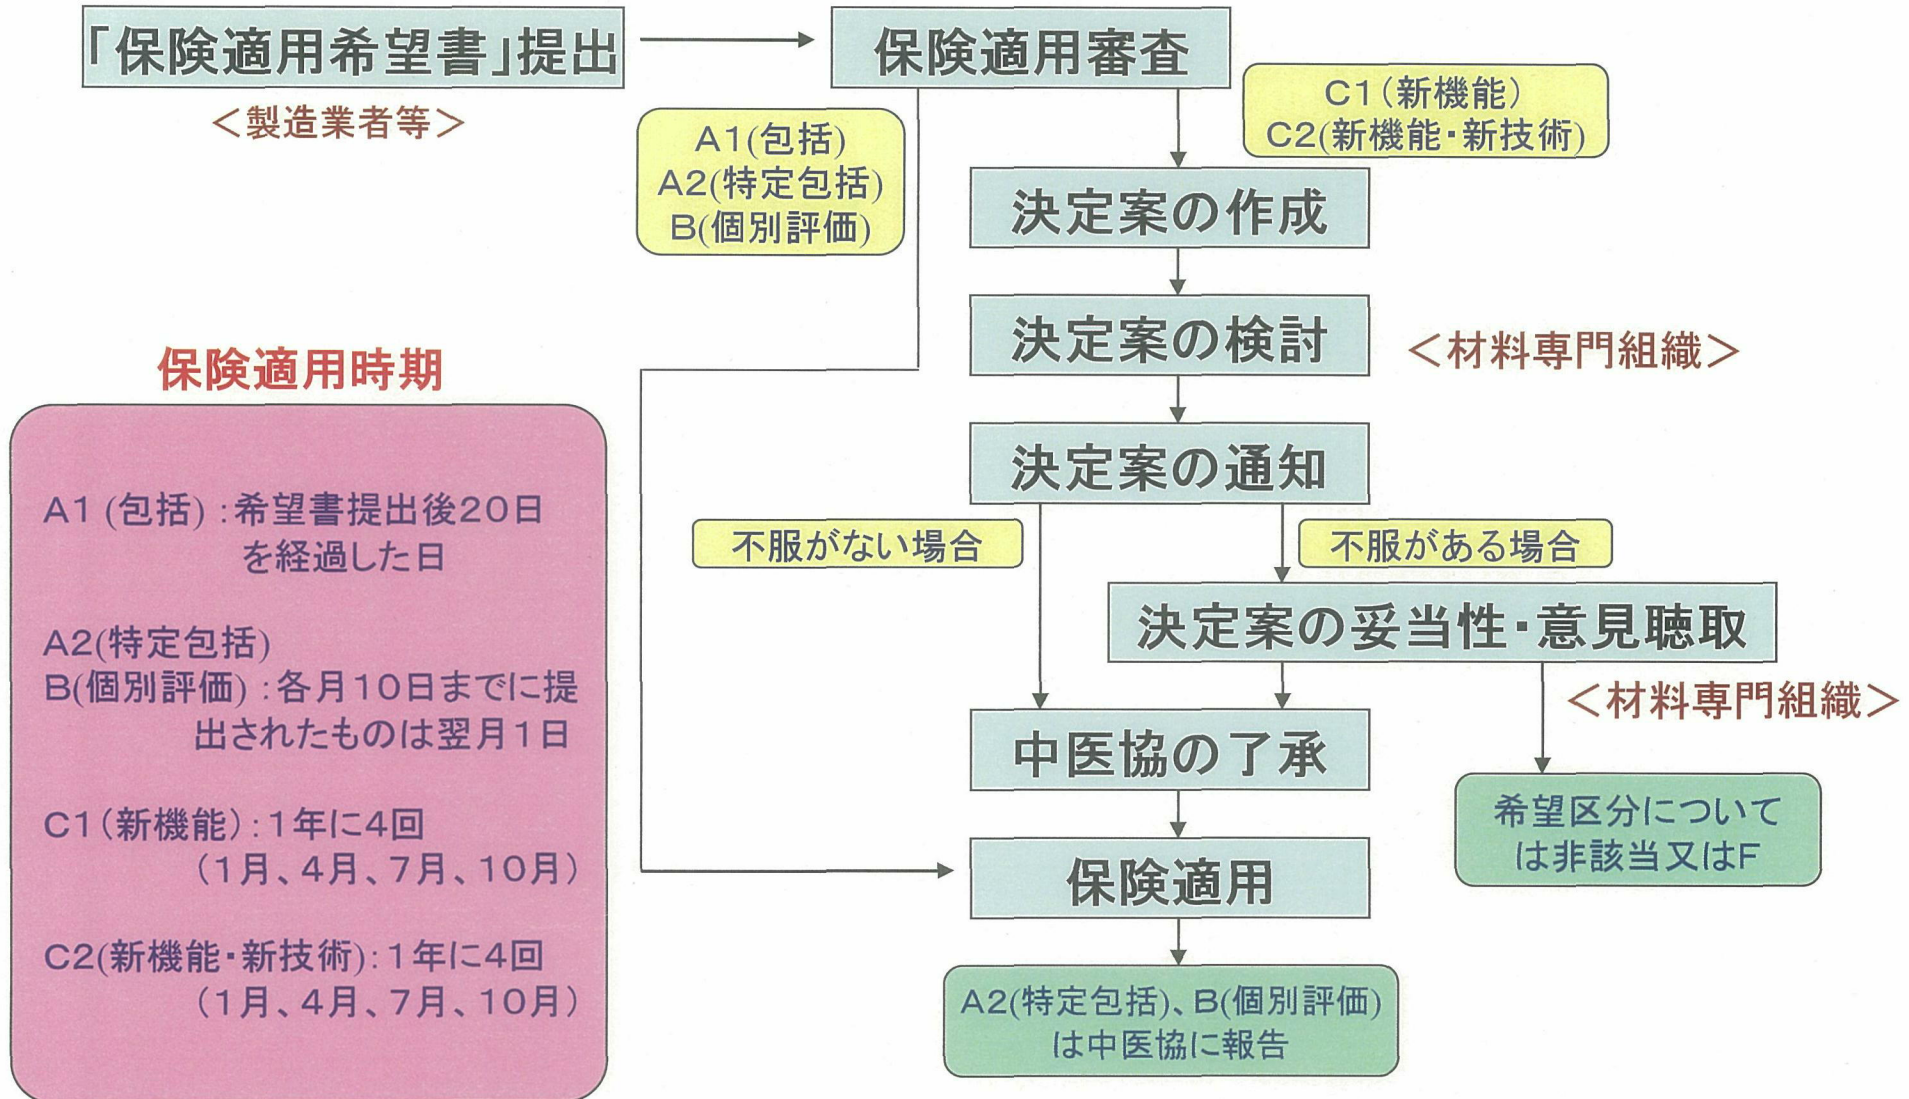 「保険適用希望書」提出
<製造業者等>
保険適用審査
A1(包括)
A2(特定包括)
B(個別評価)
C1(新機能)
C2(新機能・新技術)
決定案の作成
決定案の検討
<材料専門組織>
決定案の通知
不服がない場合
不服がある場合
決定案の妥当性・意見聴取
<材料専門組織>
中医協の了承
希望区分について
は非該当又はF
保険適用
A2(特定包括)、B(個別評価)
は中医協に報告
保険適用時期
A1 (包括) :希望書提出後20日
を経過した日
A2(特定包括)
B(個別評価) :各月10日までに提
出されたものは翌月1日
C1(新機能):1年に4回
(1月、4月、7月、10月)
C2(新機能・新技術):1年に4回
(1月、4月、7月、10月)